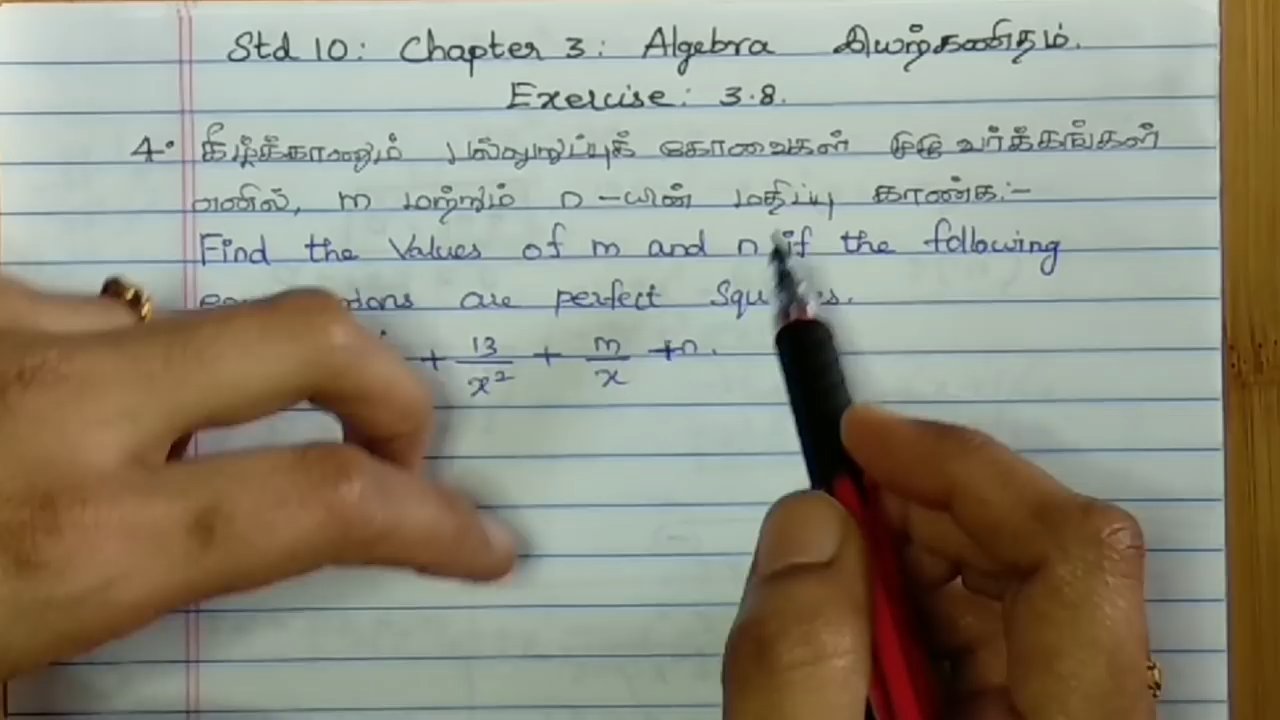 Std 10: Chapter 3: Algebra இயற்கணிதம்.
Exercise: 3.8.
4. கீழ்க்காணும் பல்லுறுப்புக் கோவைகள் முழு வர்க்கங்கள்
எனில், m மற்றும் n -யின் மதிப்பு காண்க:-
Find the Values of m and n if the following
are perfect
+ 13/x² + m/x + n.